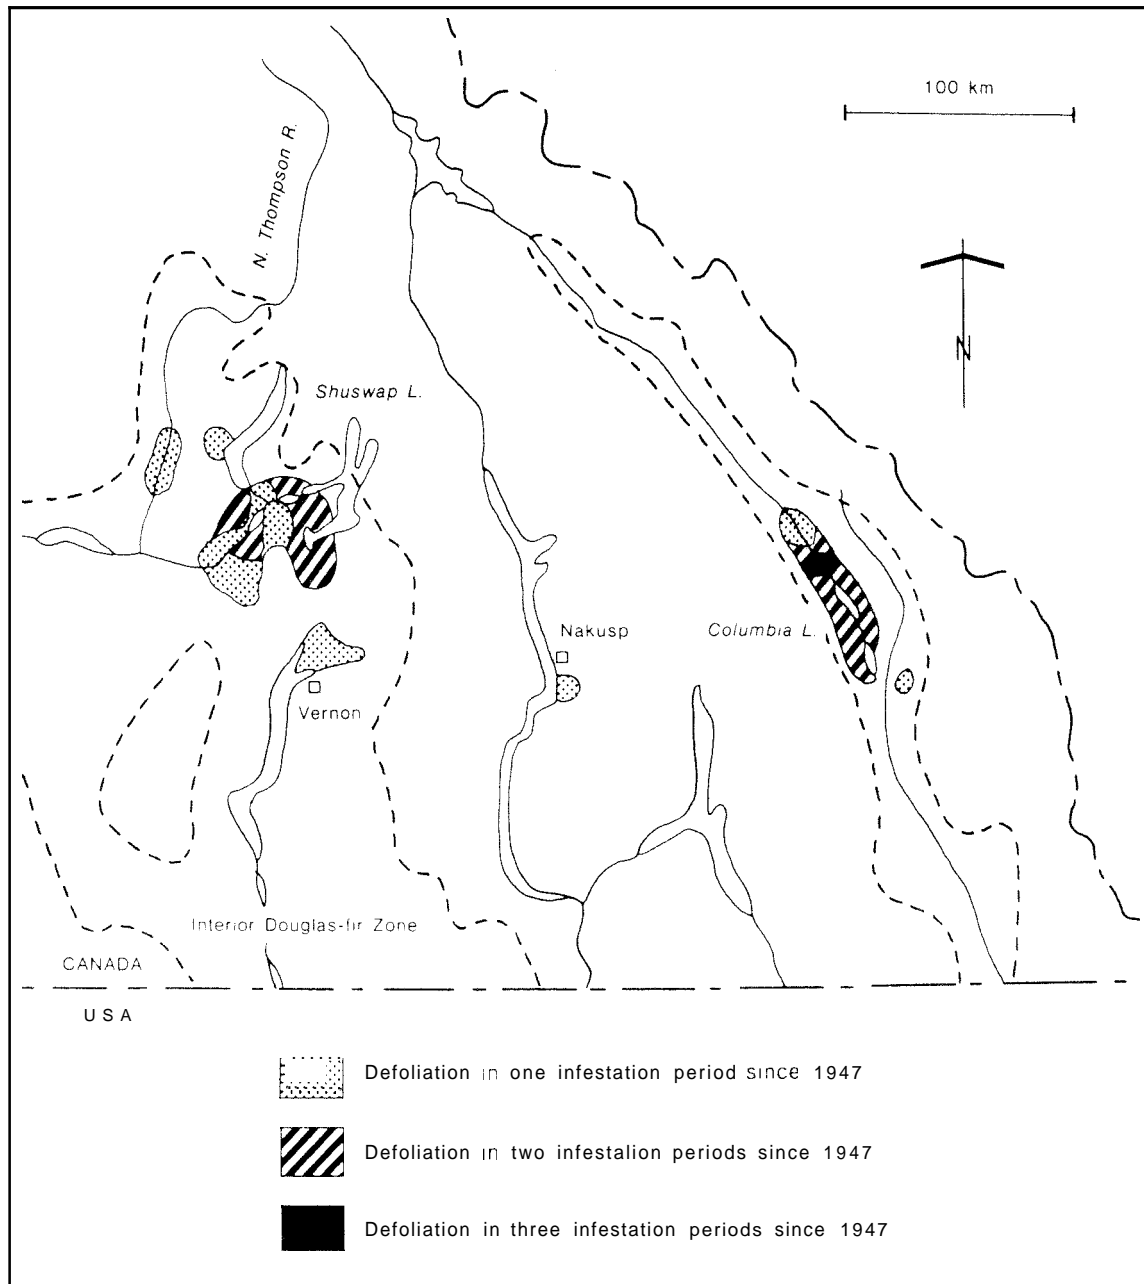 100 km
N. Thompson R.
N
Shuswap L.
Nakusp
Columbia L.
Vernon
Interior Douglas-fir Zone
CANADA
USA
Defoliation in one infestation period since 1947
Defoliation in two infestalion periods since 1947
Defoliation in three infestation periods since 1947